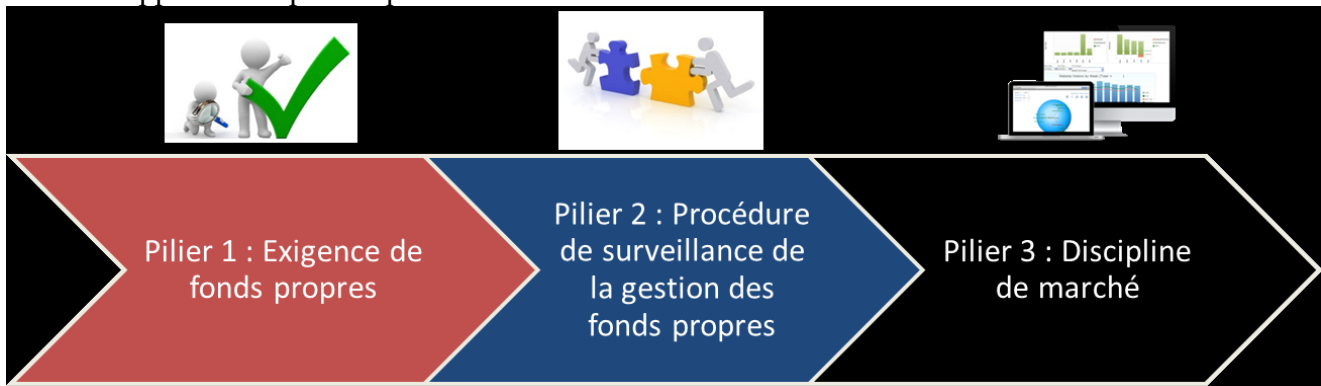 Pilier 1 : Exigence de
fonds propres
Pilier 2 : Procédure
de surveillance de
la gestion des
fonds propres
Pilier 3 : Discipline
de marché